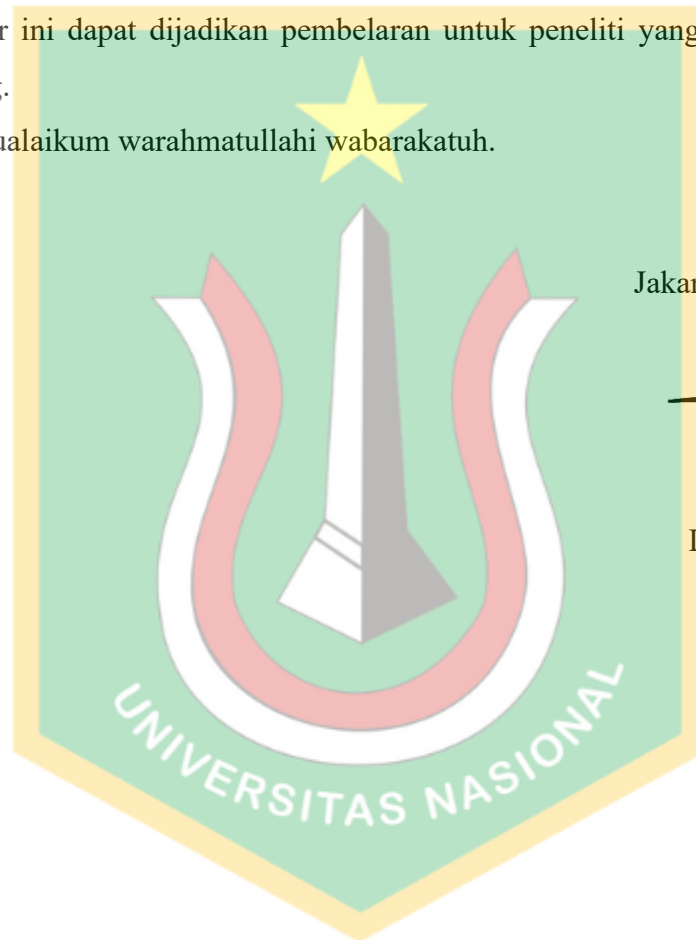 r ini dapat dijadikan pembelaran untuk peneliti yang
g.
ualaikum warahmatullahi wabarakatuh.
Jakar
UNIVERSITAS NASIONAL